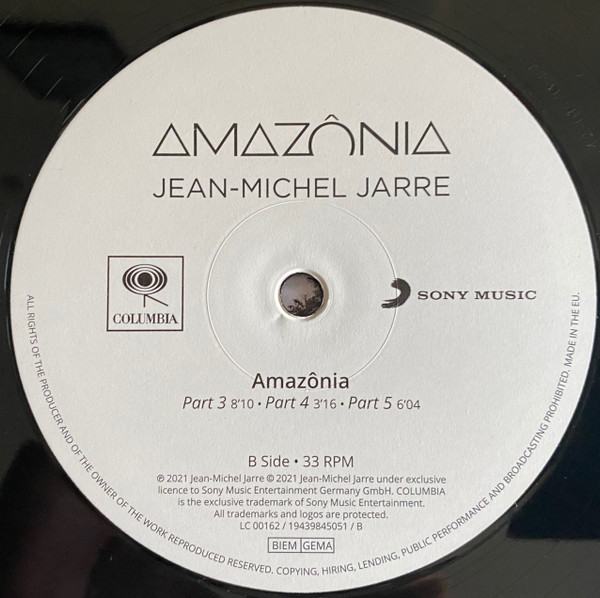 AMAZÔNIA
JEAN-MICHEL JARRE
COLUMBIA
SONY MUSIC
Amazônia
Part 3 8'10 • Part 4 3'16 • Part 5 6'04
B Side • 33 RPM
℗ 2021 Jean-Michel Jarre © 2021 Jean-Michel Jarre under exclusive
licence to Sony Music Entertainment Germany GmbH. COLUMBIA
is the exclusive trademark of Sony Music Entertainment.
All trademarks and logos are protected.
LC 00162 / 19439845051 / B
BIEM GEMA
ALL RIGHTS OF THE PRODUCER AND OF THE OWNER OF THE WORK REPRODUCED RESERVED. COPYING, HIRING, LENDING, PUBLIC PERFORMANCE AND BROADCASTING PROHIBITED. MADE IN THE EU.